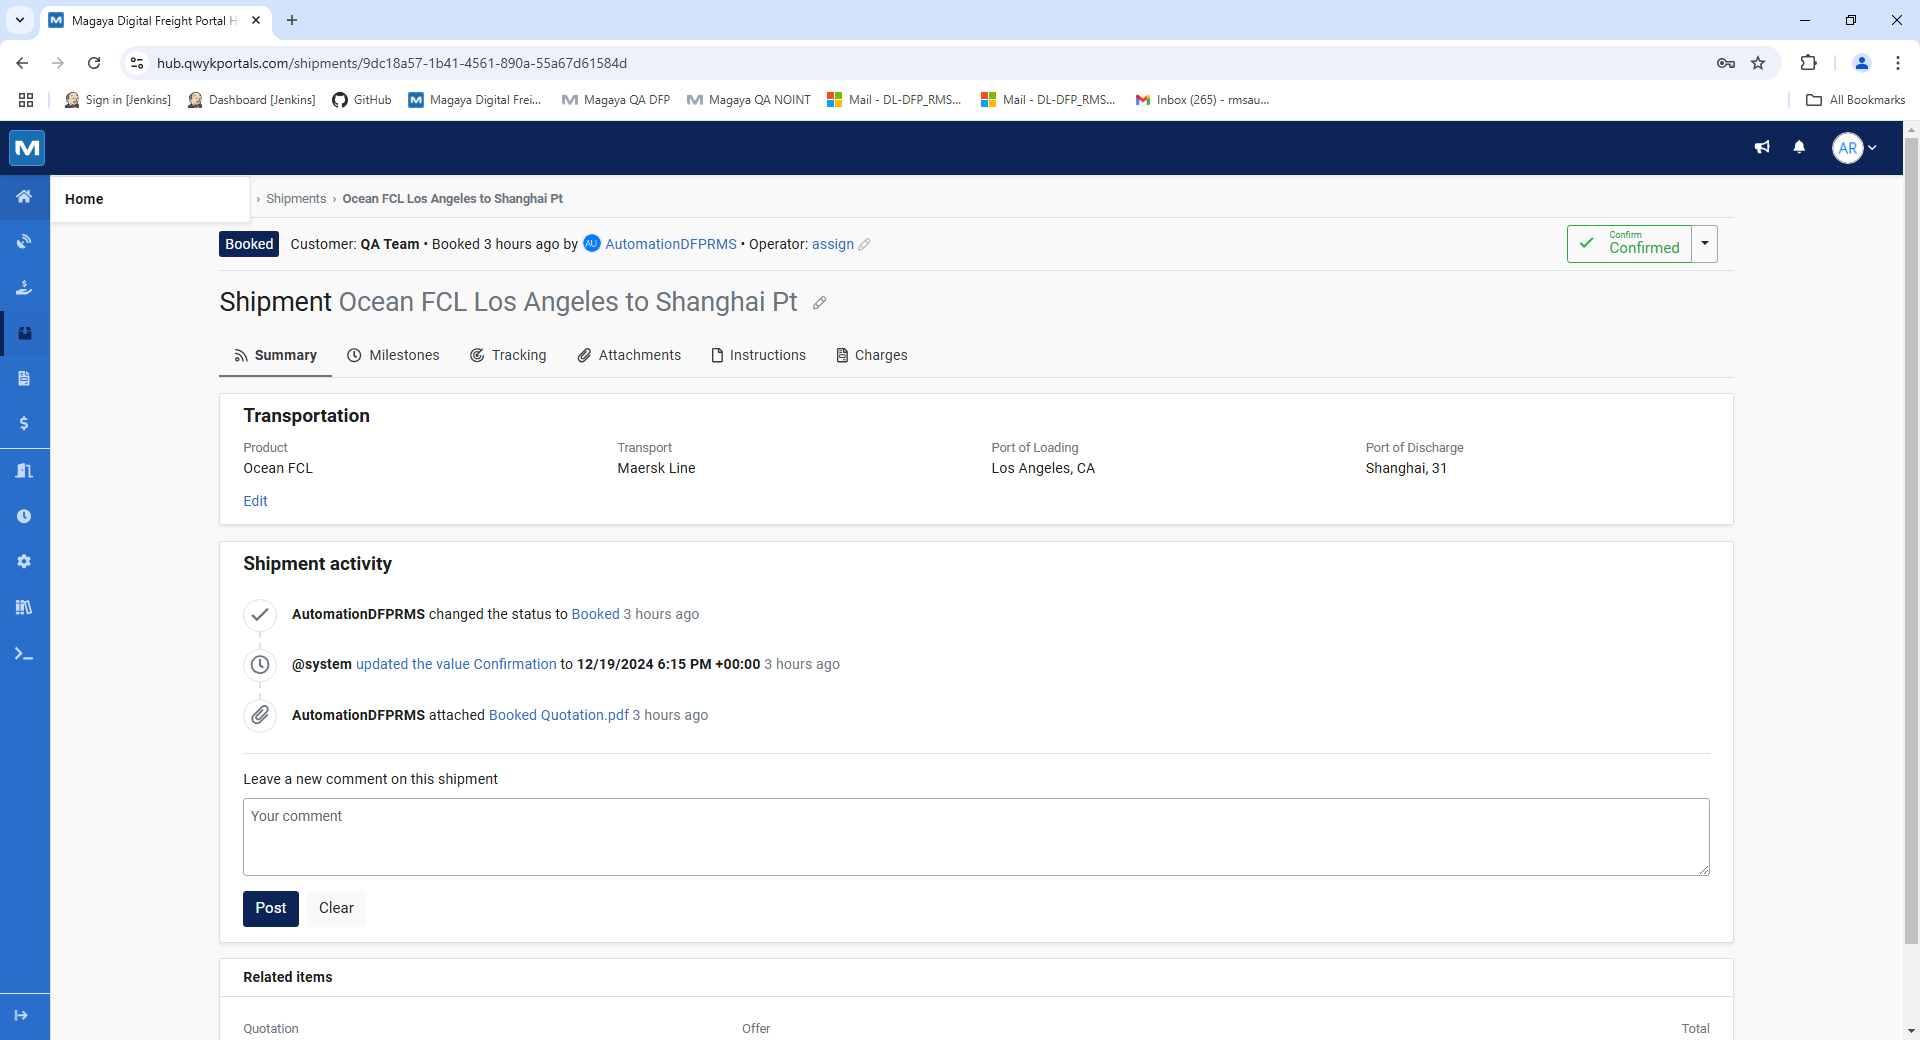 Magaya Digital Freight Portal H
hub.qwykportals.com/shipments/9dc18a57-1b41-4561-890a-55a67d61584d
Sign in [Jenkins]
Dashboard [Jenkins]
GitHub
Magaya Digital Frei...
Magaya QA DFP
Magaya QA NOINT
Mail - DL-DFP_RMS...
Mail - DL-DFP_RMS...
Inbox (265) - rmsau...
All Bookmarks
AR
Home
› Shipments › Ocean FCL Los Angeles to Shanghai Pt
Booked Customer: QA Team • Booked 3 hours ago by AU AutomationDFPRMS • Operator: assign
Confirm
Confirmed
Shipment Ocean FCL Los Angeles to Shanghai Pt
Summary Milestones Tracking Attachments Instructions Charges
Transportation
Product Transport Port of Loading Port of Discharge
Ocean FCL Maersk Line Los Angeles, CA Shanghai, 31
Edit
Shipment activity
AutomationDFPRMS changed the status to Booked 3 hours ago
@system updated the value Confirmation to 12/19/2024 6:15 PM +00:00 3 hours ago
AutomationDFPRMS attached Booked Quotation.pdf 3 hours ago
Leave a new comment on this shipment
Your comment
Post Clear
Related items
Quotation Offer Total